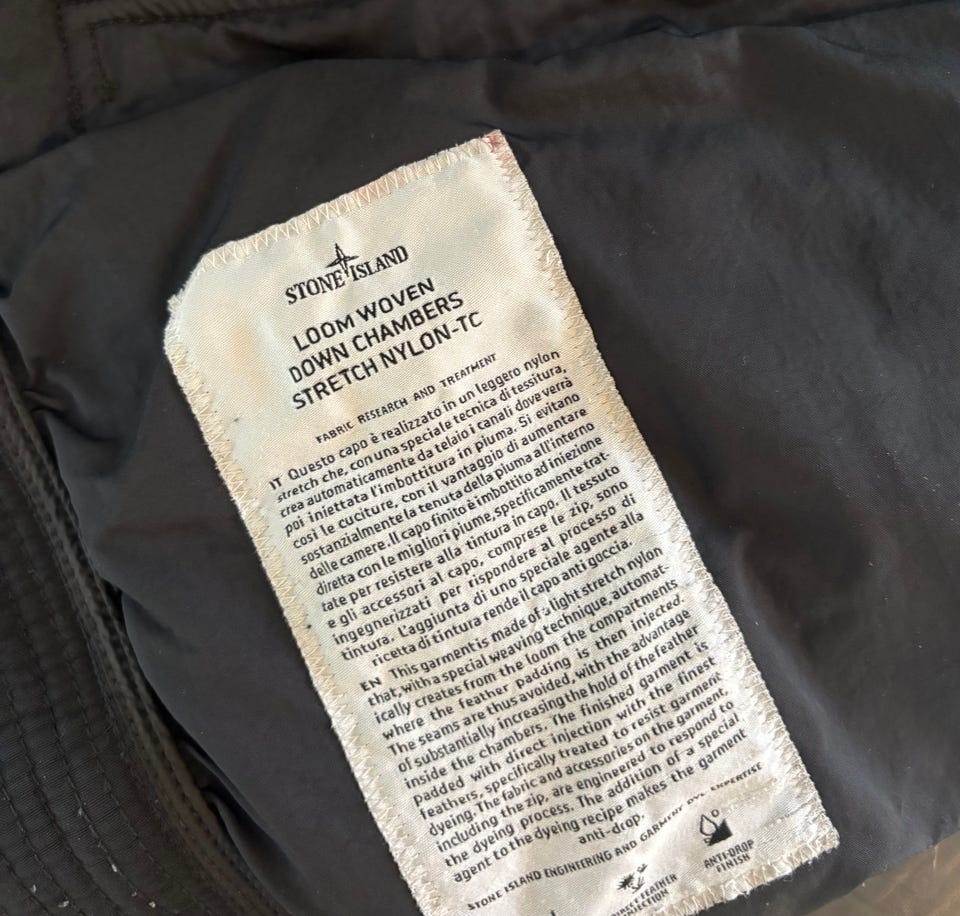 STONE ISLAND
LOOM WOVEN
DOWN CHAMBERS
STRETCH NYLON-TC
FABRIC RESEARCH AND TREATMENT
IT Questo capo è realizzato in un leggero nylon
stretch che, con una speciale tecnica di tessitura,
crea automaticamente da telaio i canali dove verrà
poi iniettata l'imbottitura in piuma. Si evitano
così le cuciture, con il vantaggio di aumentare
sostanzialmente la tenuta della piuma all'interno
delle camere. Il capo finito è imbottito ad iniezione
diretta con le migliori piume, specificamente trat-
tate per resistere alla tintura in capo. Il tessuto
e gli accessori al capo, comprese le zip, sono
ingegnerizzati per rispondere al processo di
tintura. L'aggiunta di uno speciale agente alla
ricetta di tintura rende il capo anti goccia.
EN This garment is made of a light stretch nylon
that, with a special weaving technique, automat-
ically creates from the loom the compartments
where the feather padding is then injected.
The seams are thus avoided, with the advantage
of substantially increasing the hold of the feather
inside the chambers. The finished garment is
padded with direct injection with the finest
feathers, specifically treated to resist garment
dyeing. The fabric and accessories on the garment,
including the zip, are engineered to respond to
the dyeing process. The addition of a special
agent to the dyeing recipe makes the garment
anti-drop.
STONE ISLAND ENGINEERING AND GARMENT DYE EXPERTISE
DIRECT FEATHER
INJECTION
ANTI-DROP
FINISH